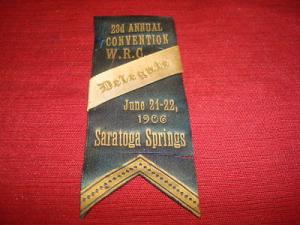 23d ANNUAL
CONVENTION
W.R.C.
Delegate
June 21-22,
1906
Saratoga Springs